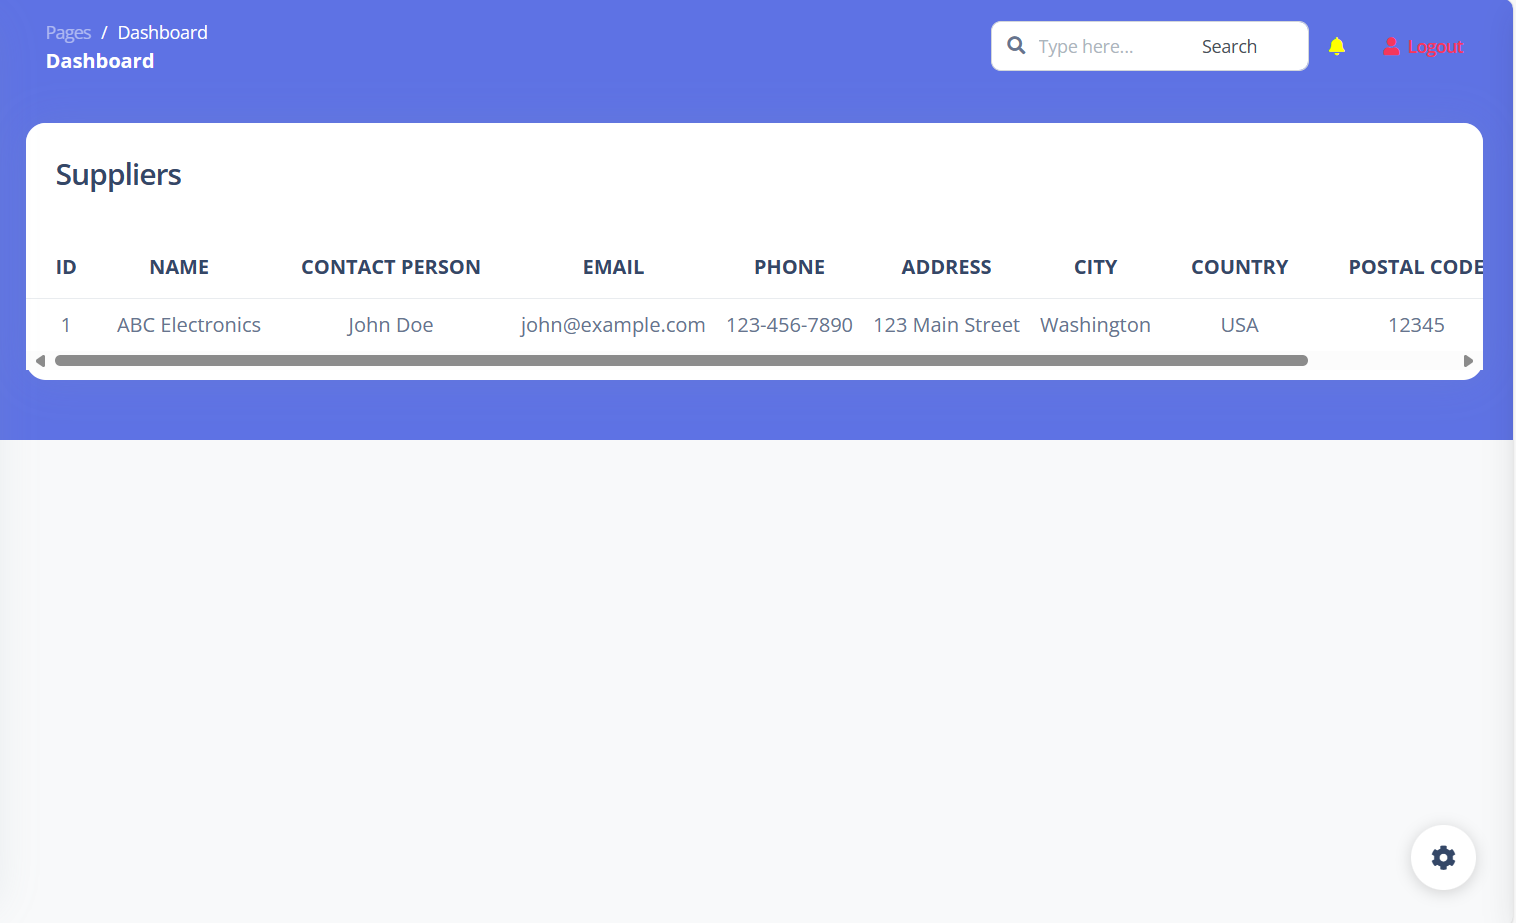 Pages / Dashboard
Dashboard
Type here... Search Logout
Suppliers
ID NAME CONTACT PERSON EMAIL PHONE ADDRESS CITY COUNTRY POSTAL CODE
1 ABC Electronics John Doe john@example.com 123-456-7890 123 Main Street Washington USA 12345